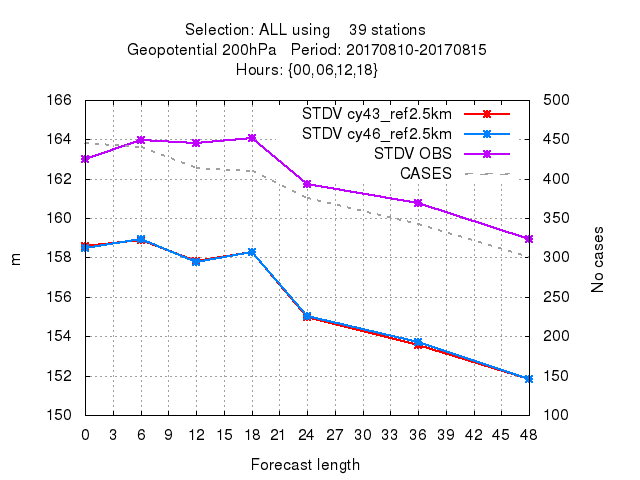 Selection: ALL using 39 stations
Geopotential 200hPa Period: 20170810-20170815
Hours: {00,06,12,18}
STDV cy43_ref2.5km
STDV cy46_ref2.5km
STDV OBS
CASES
166
164
162
160
158
156
154
152
150
m
500
450
400
350
300
250
200
150
100
No cases
0 3 6 9 12 15 18 21 24 27 30 33 36 39 42 45 48
Forecast length